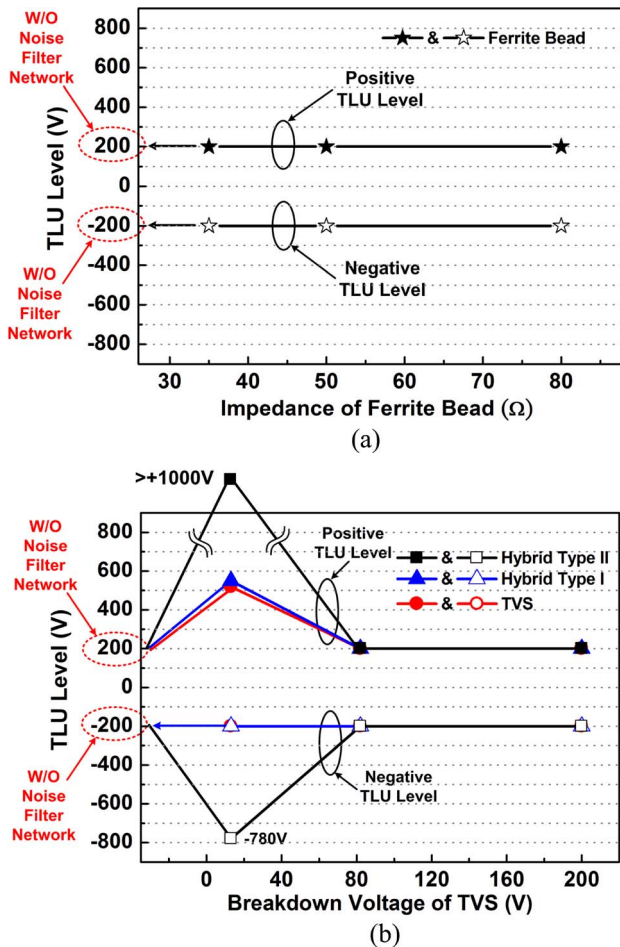 W/O
Noise
Filter
Network
800
600
400
200
0
-200
-400
-600
-800
TLU Level (V)
★ & ☆ Ferrite Bead
Positive
TLU Level
Negative
TLU Level
W/O
Noise
Filter
Network
30 40 50 60 70 80
Impedance of Ferrite Bead (Ω)
(a)
>+1000V
W/O
Noise
Filter
Network
800
600
400
200
0
-200
-400
-600
-800
TLU Level (V)
Positive
TLU Level
■ & □ Hybrid Type II
▲ & △ Hybrid Type I
● & ○ TVS
Negative
TLU Level
-780V
W/O
Noise
Filter
Network
0 40 80 120 160 200
Breakdown Voltage of TVS (V)
(b)